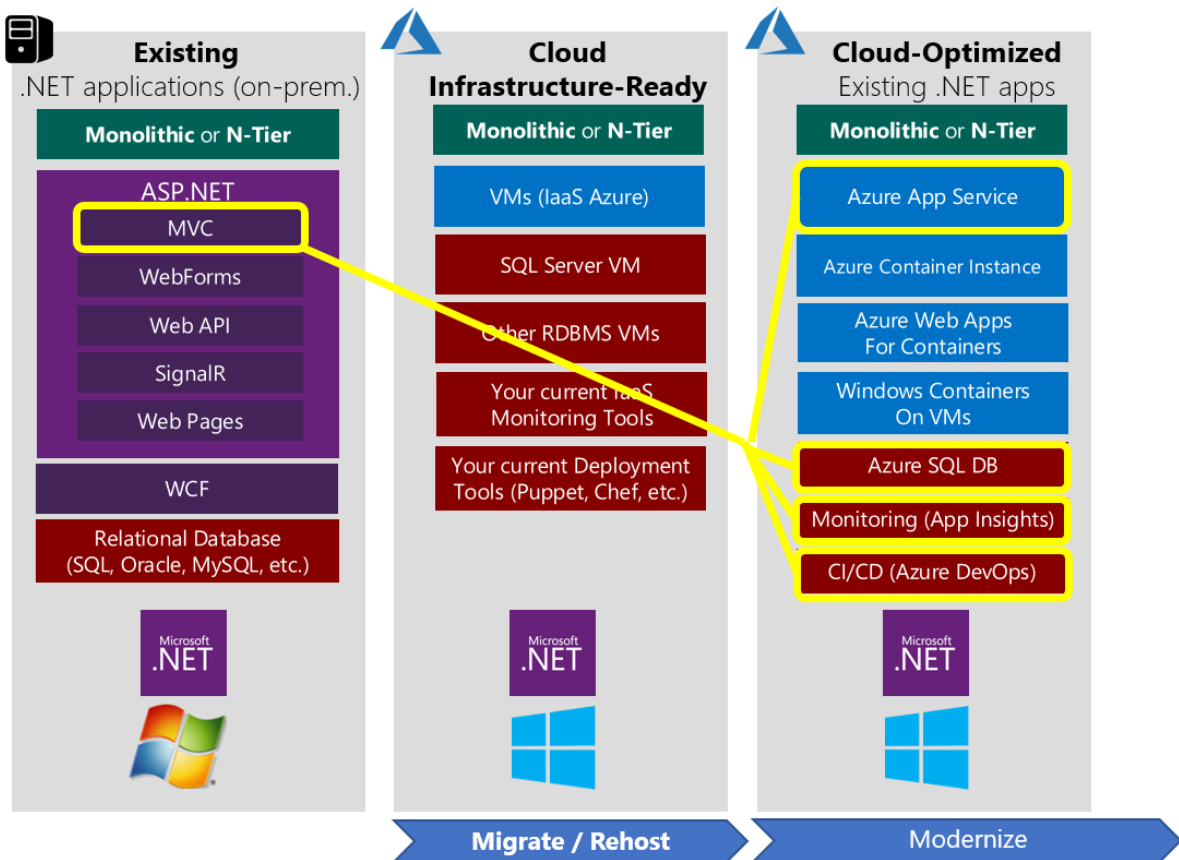 Existing
.NET applications (on-prem.)
Monolithic or N-Tier
ASP.NET
MVC
WebForms
Web API
SignalR
Web Pages
WCF
Relational Database
(SQL, Oracle, MySQL, etc.)
Microsoft
.NET
Cloud
Infrastructure-Ready
Monolithic or N-Tier
VMs (IaaS Azure)
SQL Server VM
Other RDBMS VMs
Your current IaaS
Monitoring Tools
Your current Deployment
Tools (Puppet, Chef, etc.)
Microsoft
.NET
Migrate / Rehost
Cloud-Optimized
Existing .NET apps
Monolithic or N-Tier
Azure App Service
Azure Container Instance
Azure Web Apps
For Containers
Windows Containers
On VMs
Azure SQL DB
Monitoring (App Insights)
CI/CD (Azure DevOps)
Microsoft
.NET
Modernize